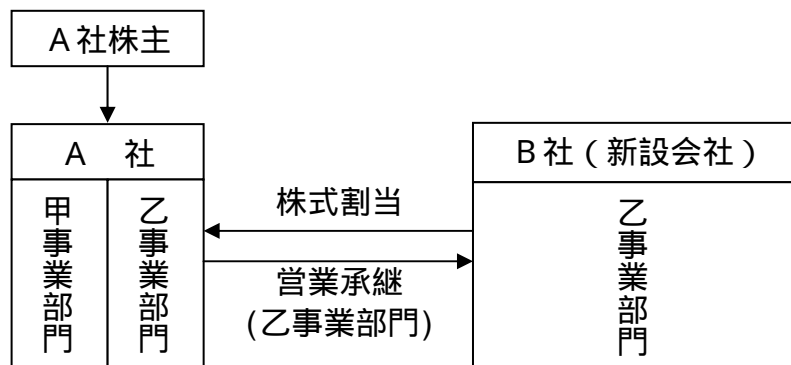 A社株主
A 社
B社(新設会社)
甲事業部門
乙事業部門
株式割当
営業承継
(乙事業部門)
乙事業部門